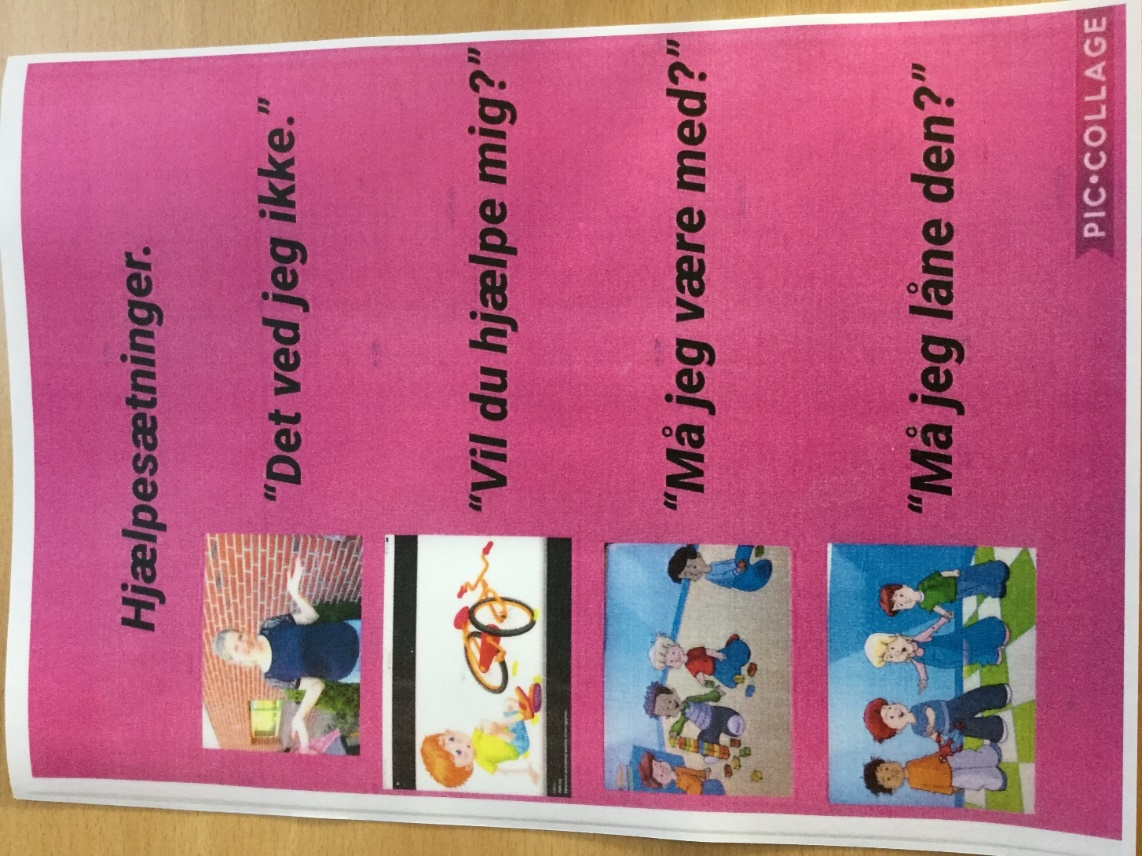 Hjælpesætninger.
“Det ved jeg ikke.”
“Vil du hjælpe mig?”
“Må jeg være med?”
“Må jeg låne den?”
PIC•COLLAGE